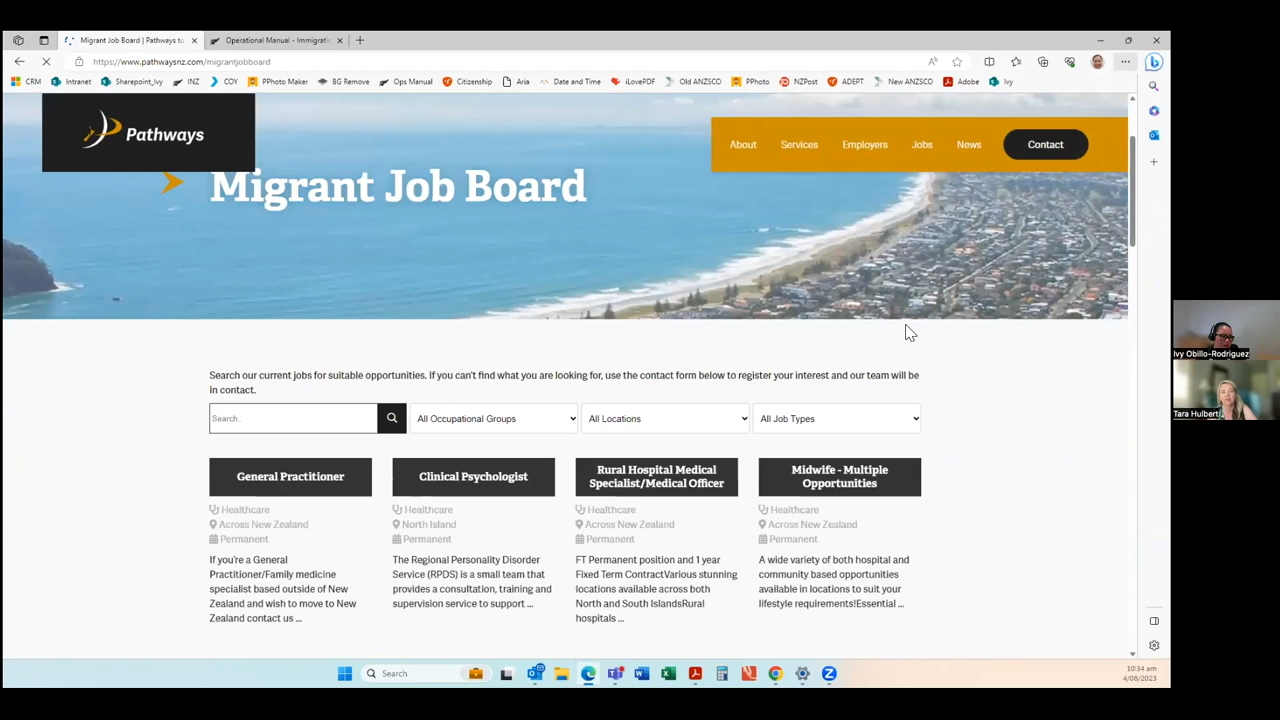 Migrant Job Board | Pathways to
Operational Manual - Immigrati
https://www.pathwaysnz.com/migrantjobboard
CRM
Intranet
Sharepoint_Ivy
INZ
COY
PPhoto Maker
BG Remove
Ops Manual
Citizenship
Aria
Date and Time
iLovePDF
Old ANZSCO
PPhoto
NZPost
ADEPT
New ANZSCO
Adobe
Ivy
Pathways
About
Services
Employers
Jobs
News
Contact
Migrant Job Board
Search our current jobs for suitable opportunities. If you can't find what you are looking for, use the contact form below to register your interest and our team will be
in contact.
Search..
All Occupational Groups
All Locations
All Job Types
General Practitioner
Healthcare
Across New Zealand
Permanent
If you're a General
Practitioner/Family medicine
specialist based outside of New
Zealand and wish to move to New
Zealand contact us ...
Clinical Psychologist
Healthcare
North Island
Permanent
The Regional Personality Disorder
Service (RPDS) is a small team that
provides a consultation, training and
supervision service to support ...
Rural Hospital Medical
Specialist/Medical Officer
Healthcare
Across New Zealand
Permanent
FT Permanent position and 1 year
Fixed Term ContractVarious stunning
locations available across both
North and South IslandsRural
hospitals ...
Midwife - Multiple
Opportunities
Healthcare
Across New Zealand
Permanent
A wide variety of both hospital and
community based opportunities
available in locations to suit your
lifestyle requirements!Essential ...
Ivy Obillo-Rodriguez
Tara Hulbert
Search
10:34 am
4/08/2023